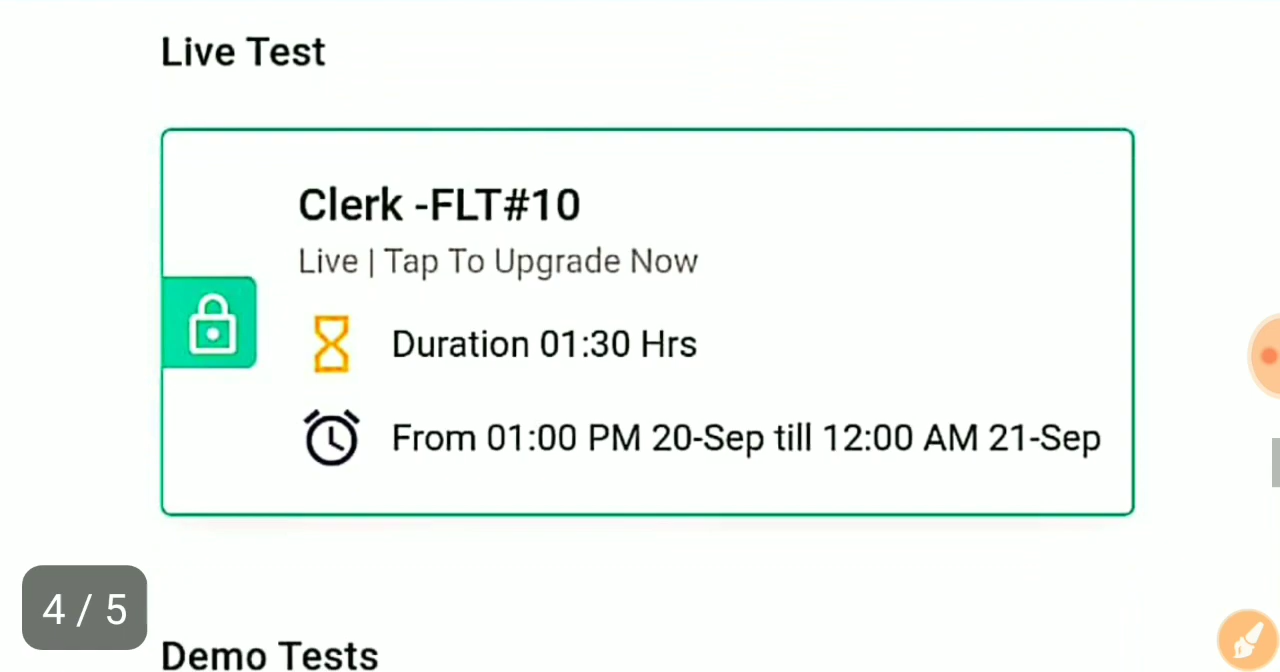 Live Test
Clerk -FLT#10
Live | Tap To Upgrade Now
Duration 01:30 Hrs
From 01:00 PM 20-Sep till 12:00 AM 21-Sep
4 / 5
Demo Tests